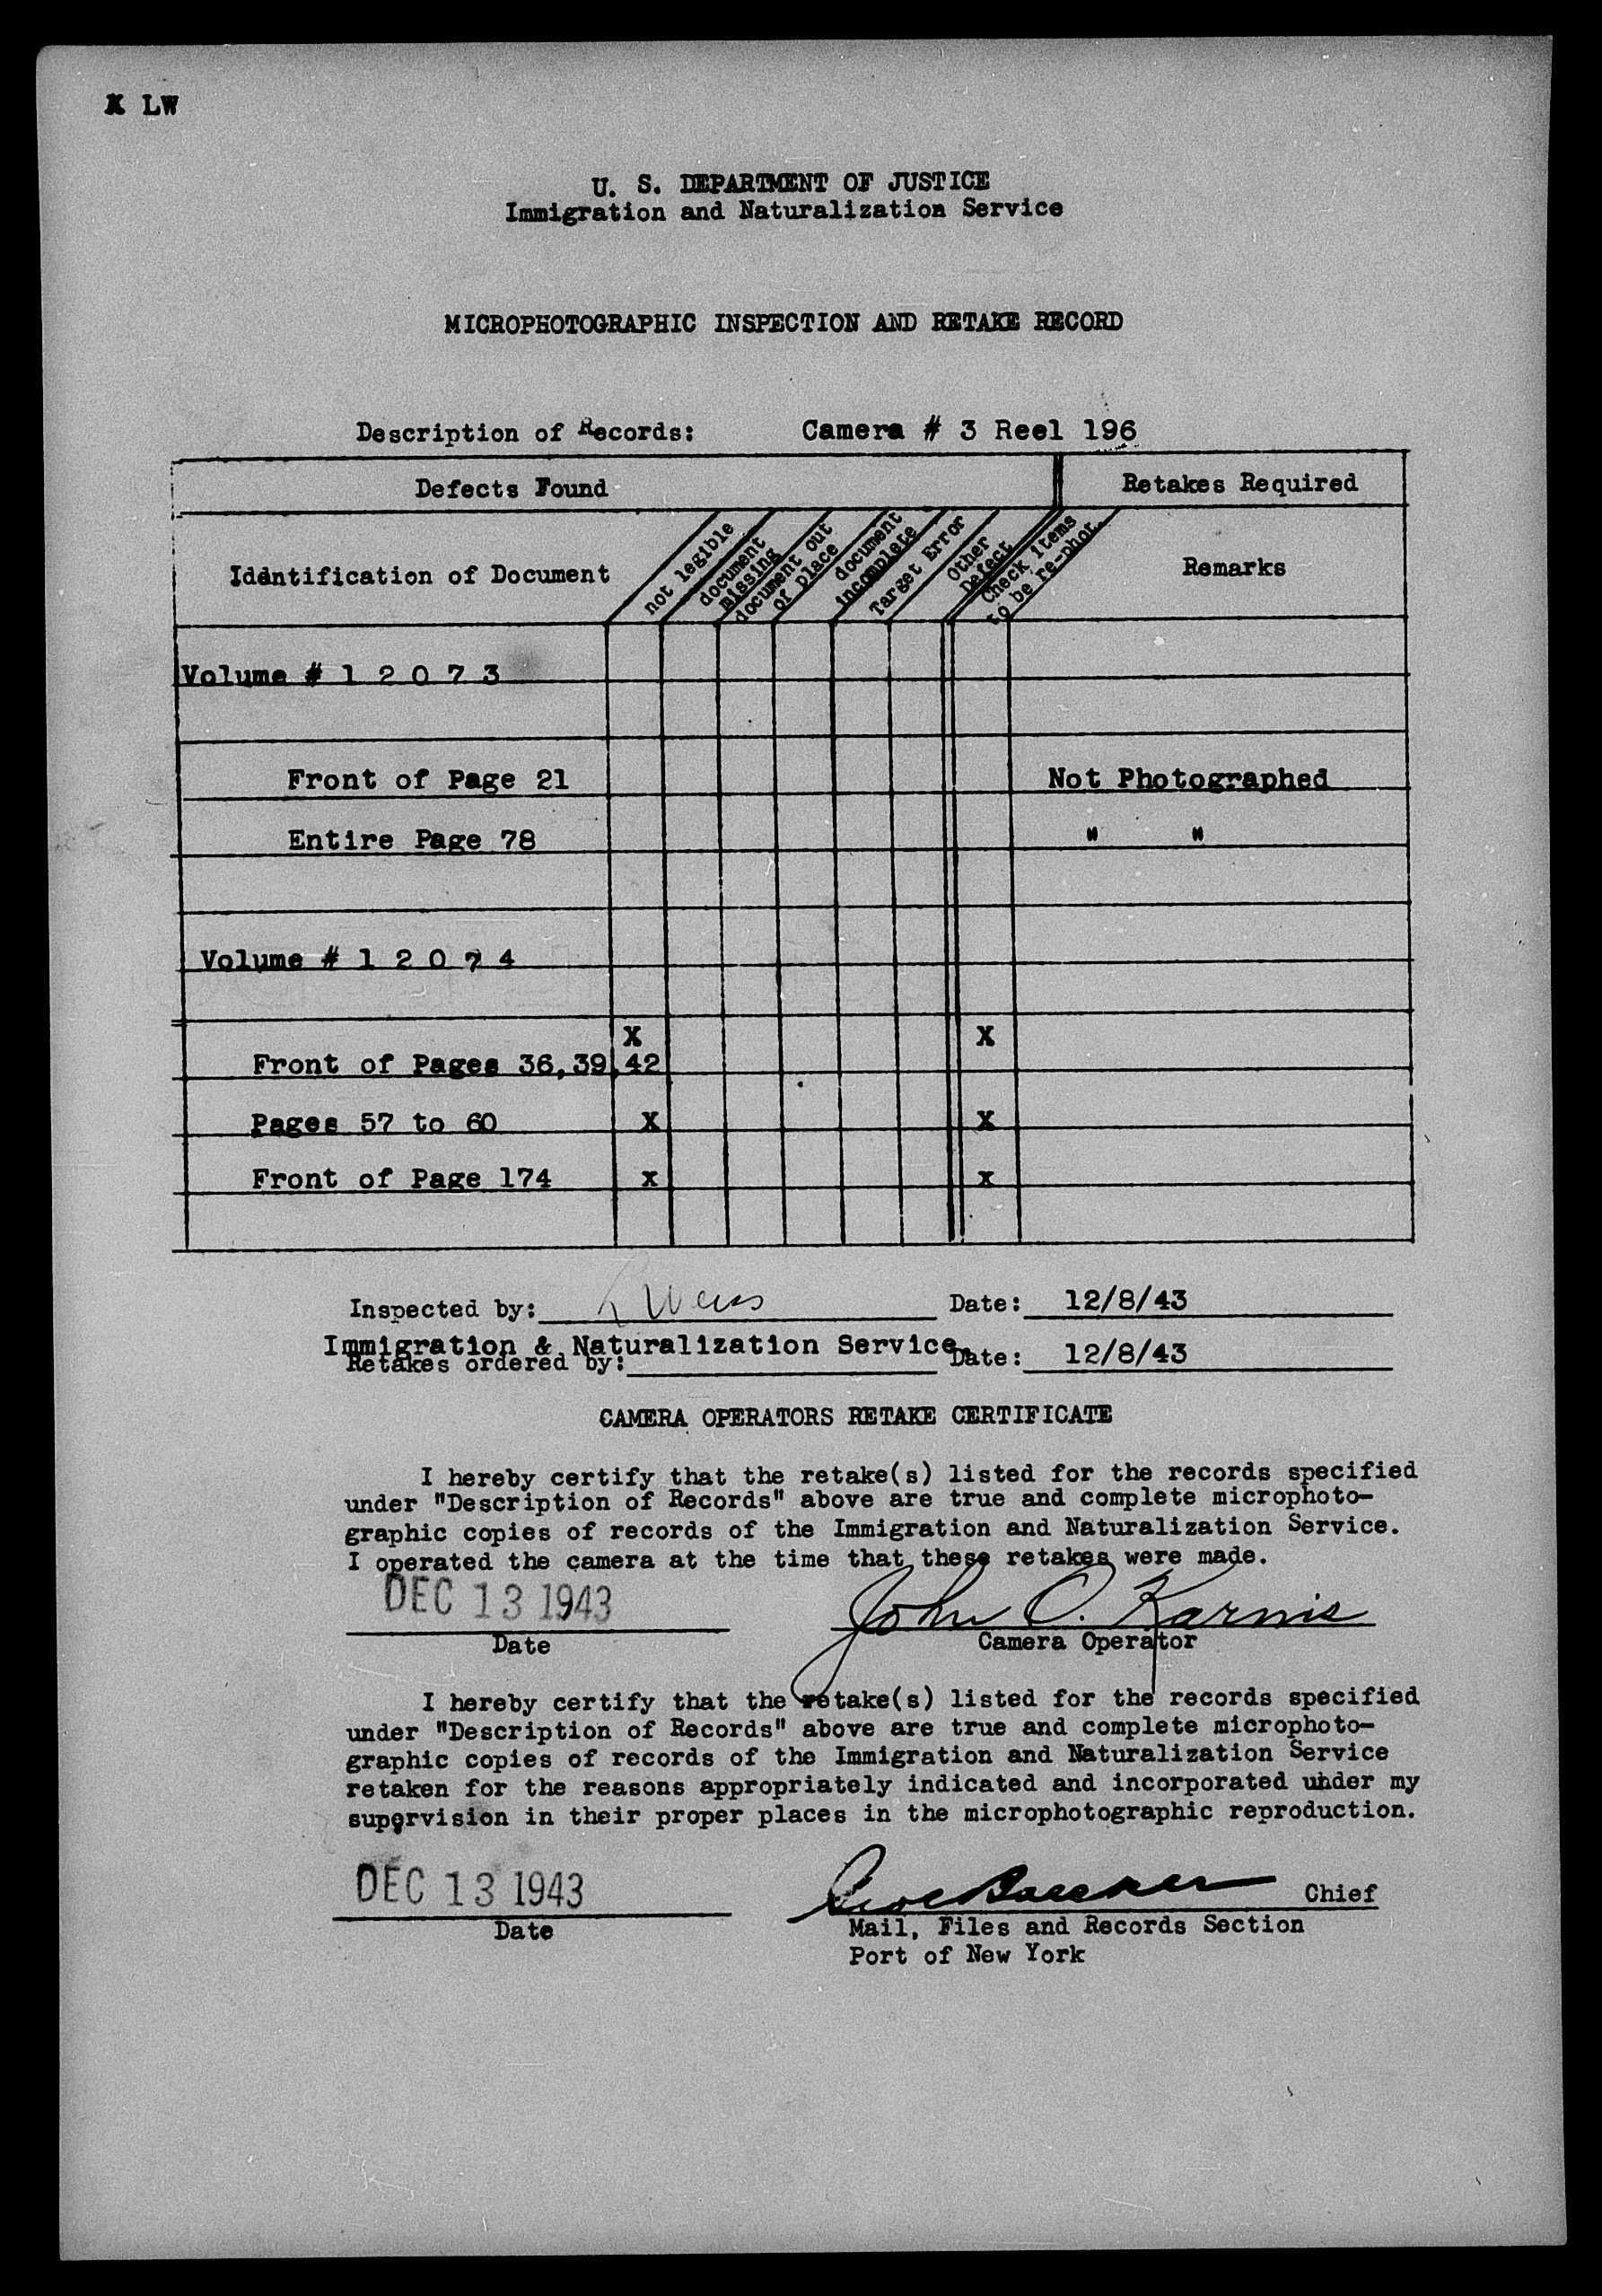 X LW
U. S. DEPARTMENT OF JUSTICE
Immigration and Naturalization Service
MICROPHOTOGRAPHIC INSPECTION AND RETAKE RECORD
Description of Records: Camera # 3 Reel 196
Defects Found Retakes Required
Identification of Document
not legible
document missing
document out of place
document incomplete
Target Error
Other Defect
Check items to be re-phot.
Remarks
Volume # 1 2 0 7 3
Front of Page 21 Not Photographed
Entire Page 78 " "
Volume # 1 2 0 7 4
X X
Front of Pages 36,39,42
Pages 57 to 60 X X
Front of Page 174 x x
Inspected by: L Weiss Date: 12/8/43
Immigration & Naturalization Service.
Retakes ordered by: Date: 12/8/43
CAMERA OPERATORS RETAKE CERTIFICATE
I hereby certify that the retake(s) listed for the records specified
under "Description of Records" above are true and complete microphoto-
graphic copies of records of the Immigration and Naturalization Service.
I operated the camera at the time that these retakes were made.
DEC 13 1943 John O. Karnis
Date Camera Operator
I hereby certify that the retake(s) listed for the records specified
under "Description of Records" above are true and complete microphoto-
graphic copies of records of the Immigration and Naturalization Service
retaken for the reasons appropriately indicated and incorporated under my
supervision in their proper places in the microphotographic reproduction.
DEC 13 1943 Chief
Date Mail, Files and Records Section
Port of New York